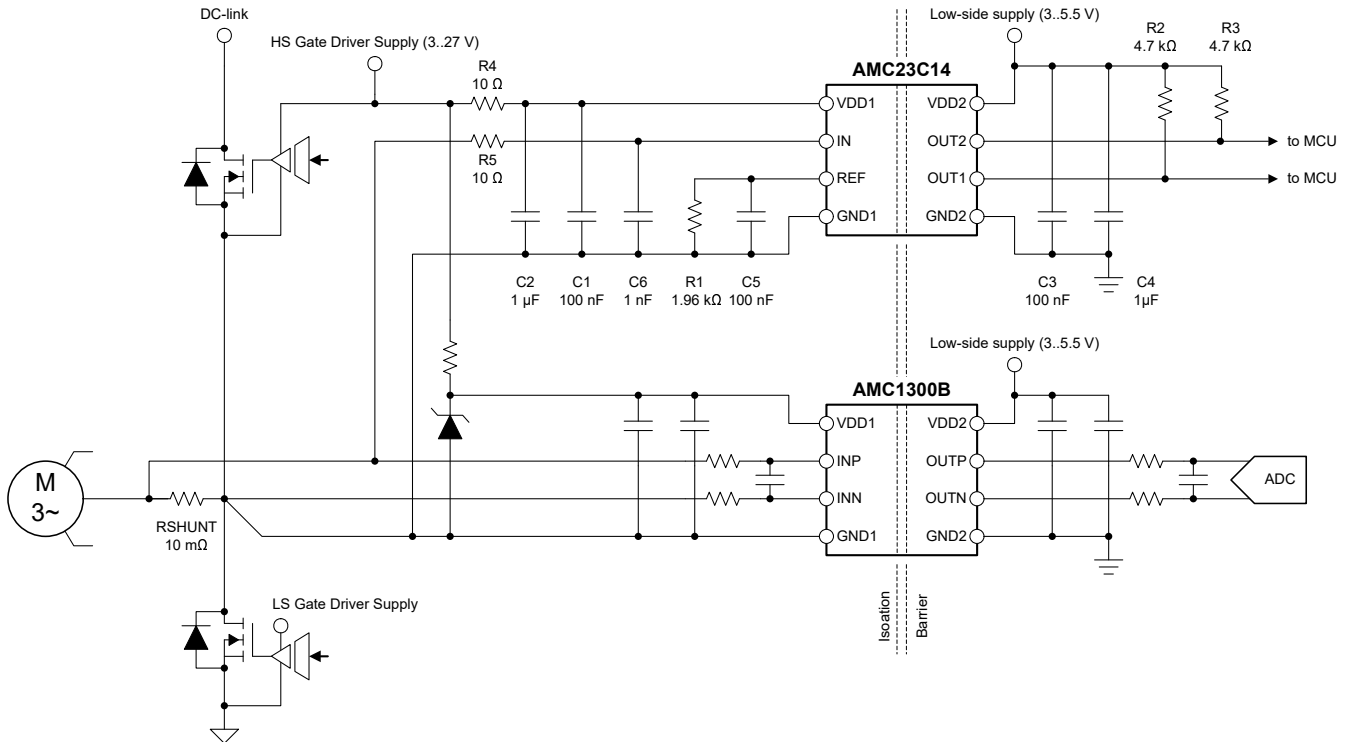 DC-link
HS Gate Driver Supply (3..27 V)
Low-side supply (3..5.5 V)
R2
4.7 kΩ
R3
4.7 kΩ
R4
10 Ω
AMC23C14
VDD1
VDD2
IN
OUT2
to MCU
R5
10 Ω
REF
OUT1
to MCU
GND1
GND2
C2
1 µF
C1
100 nF
C6
1 nF
R1
1.96 kΩ
C5
100 nF
C3
100 nF
C4
1µF
Low-side supply (3..5.5 V)
AMC1300B
VDD1
VDD2
INP
OUTP
INN
OUTN
GND1
GND2
ADC
M
3~
RSHUNT
10 mΩ
LS Gate Driver Supply
Isoation
Barrier